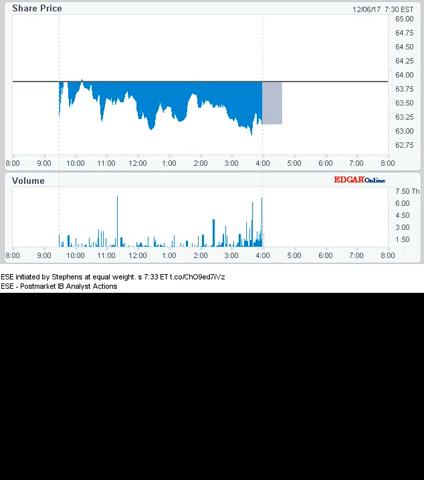 Share Price 12/06/17 7:30 EST
65.00
64.75
64.50
64.25
64.00
63.75
63.50
63.25
63.00
62.75
8:00 9:00 10:00 11:00 12:00 1:00 2:00 3:00 4:00 5:00 6:00 7:00 8:00
Volume EDGAROnline
7.50 Th
6.00
4.50
3.00
1.50
8:00 9:00 10:00 11:00 12:00 1:00 2:00 3:00 4:00 5:00 6:00 7:00 8:00
ESE initiated by Stephens at equal weight. s 7:33 ET t.co/ChO9ed7iVz
ESE - Postmarket IB Analyst Actions